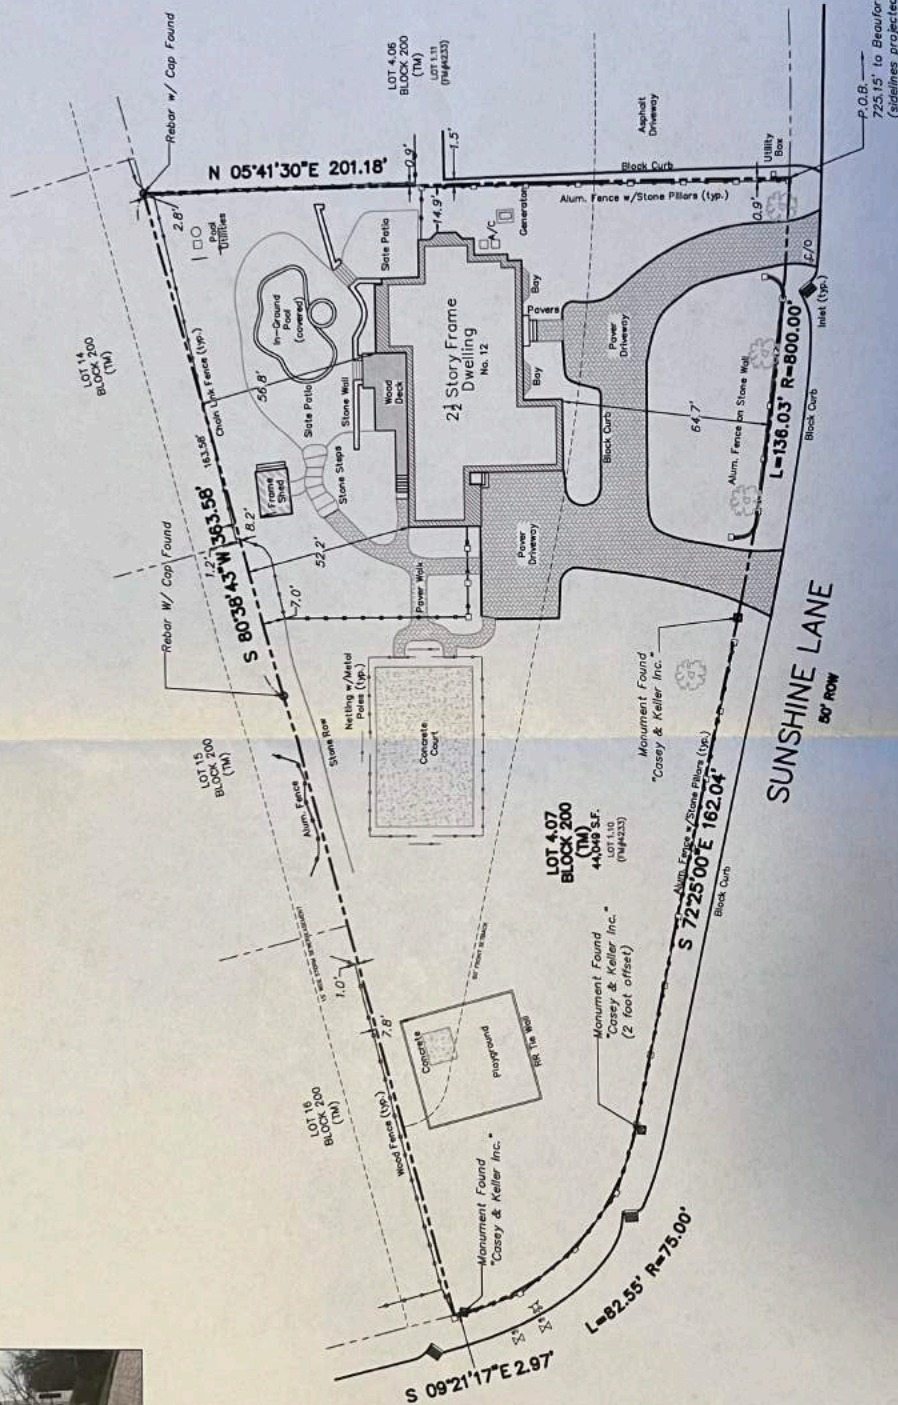 Rebar w/ Cap Found
LOT 4.06
BLOCK 200
(TM)
LOT 1.11
(FM#4233)
N 05°41'30"E 201.18'
0.9'
1.5'
Asphalt
Driveway
Block Curb
Utility
Box
P.O.B.
725.15' to Beaufor
(sidelines projected
Alum. Fence w/Stone Pillars (typ.)
0.9'
14.9'
A/C
Generator
2.8'
Pool
Utilities
Slate Patio
LOT 14
BLOCK 200
(TM)
Chain Link Fence (typ.)
163.58'
In-Ground
Pool
(covered)
56.8'
Slate Patio
Stone Wall
Wood
Deck
2½ Story Frame
Dwelling
No. 12
Bay
Pavers
Bay
Paver
Driveway
C/O
Inlet (typ.)
Block Curb
64.7'
Alum. Fence on Stone Wall
L=136.03' R=800.00'
Block Curb
Frame
Shed
Stone Steps
Rebar W/ Cap Found
1.2'
8.2'
S 80°38'43"W 363.58'
52.2'
7.0'
Paver Walk
Paver
Driveway
SUNSHINE LANE
50' ROW
LOT 15
BLOCK 200
(TM)
Alum. Fence
Stone Row
Netting w/Metal
Poles (typ.)
Concrete
Court
Monument Found
"Casey & Keller Inc."
Alum. Fence w/Stone Pillars (typ.)
S 72°25'00"E 162.04'
Block Curb
LOT 4.07
BLOCK 200
(TM)
44,049 S.F.
LOT 1.10
(FM#4233)
50' FRONT SETBACK
1.0'
7.8'
Monument Found
"Casey & Keller Inc."
(2 foot offset)
Concrete
Playground
RR Tie Wall
LOT 16
BLOCK 200
(TM)
Wood Fence (typ.)
Monument Found
"Casey & Keller Inc."
L=82.55' R=75.00'
S 09°21'17"E 2.97'